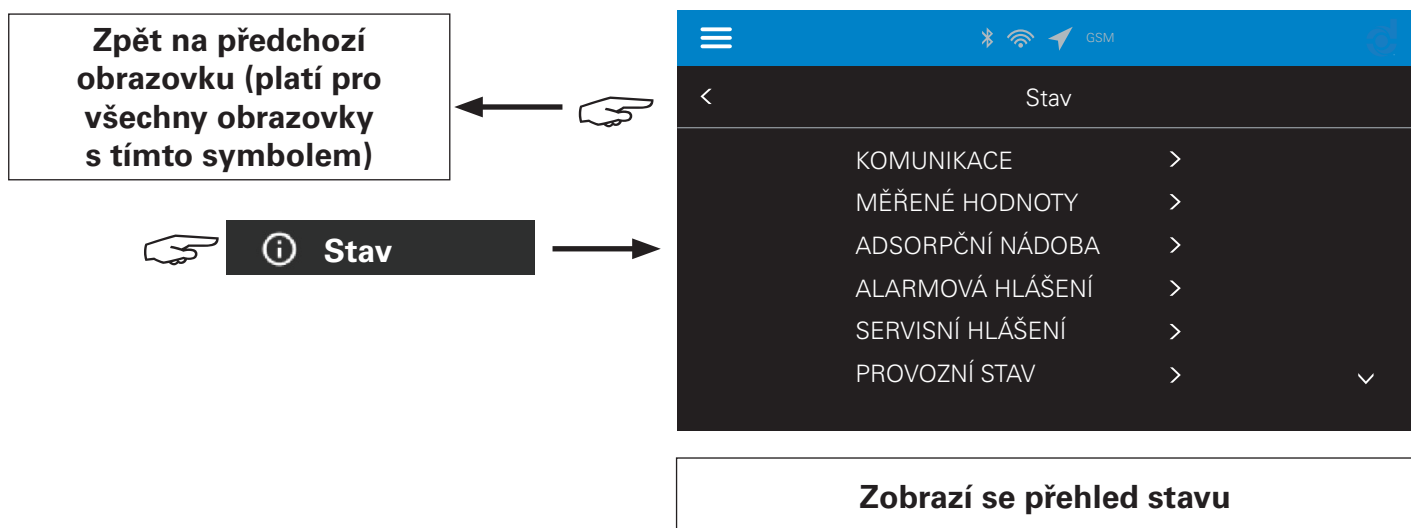 Zpět na předchozí
obrazovku (platí pro
všechny obrazovky
s tímto symbolem)
Stav
GSM
Stav
KOMUNIKACE
MĚŘENÉ HODNOTY
ADSORPČNÍ NÁDOBA
ALARMOVÁ HLÁŠENÍ
SERVISNÍ HLÁŠENÍ
PROVOZNÍ STAV
Zobrazí se přehled stavu